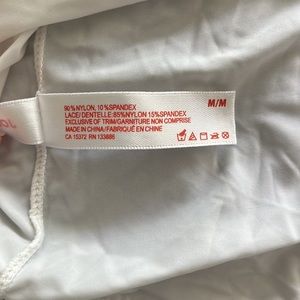 M/M
90%NYLON, 10%SPANDEX
LACE/DENTELLE:85%NYLON 15%SPANDEX
EXCLUSIVE OF TRIM/GARNITURE NON COMPRISE
MADE IN CHINA/FABRIQUÉ EN CHINE
CA 15372 RN 133885